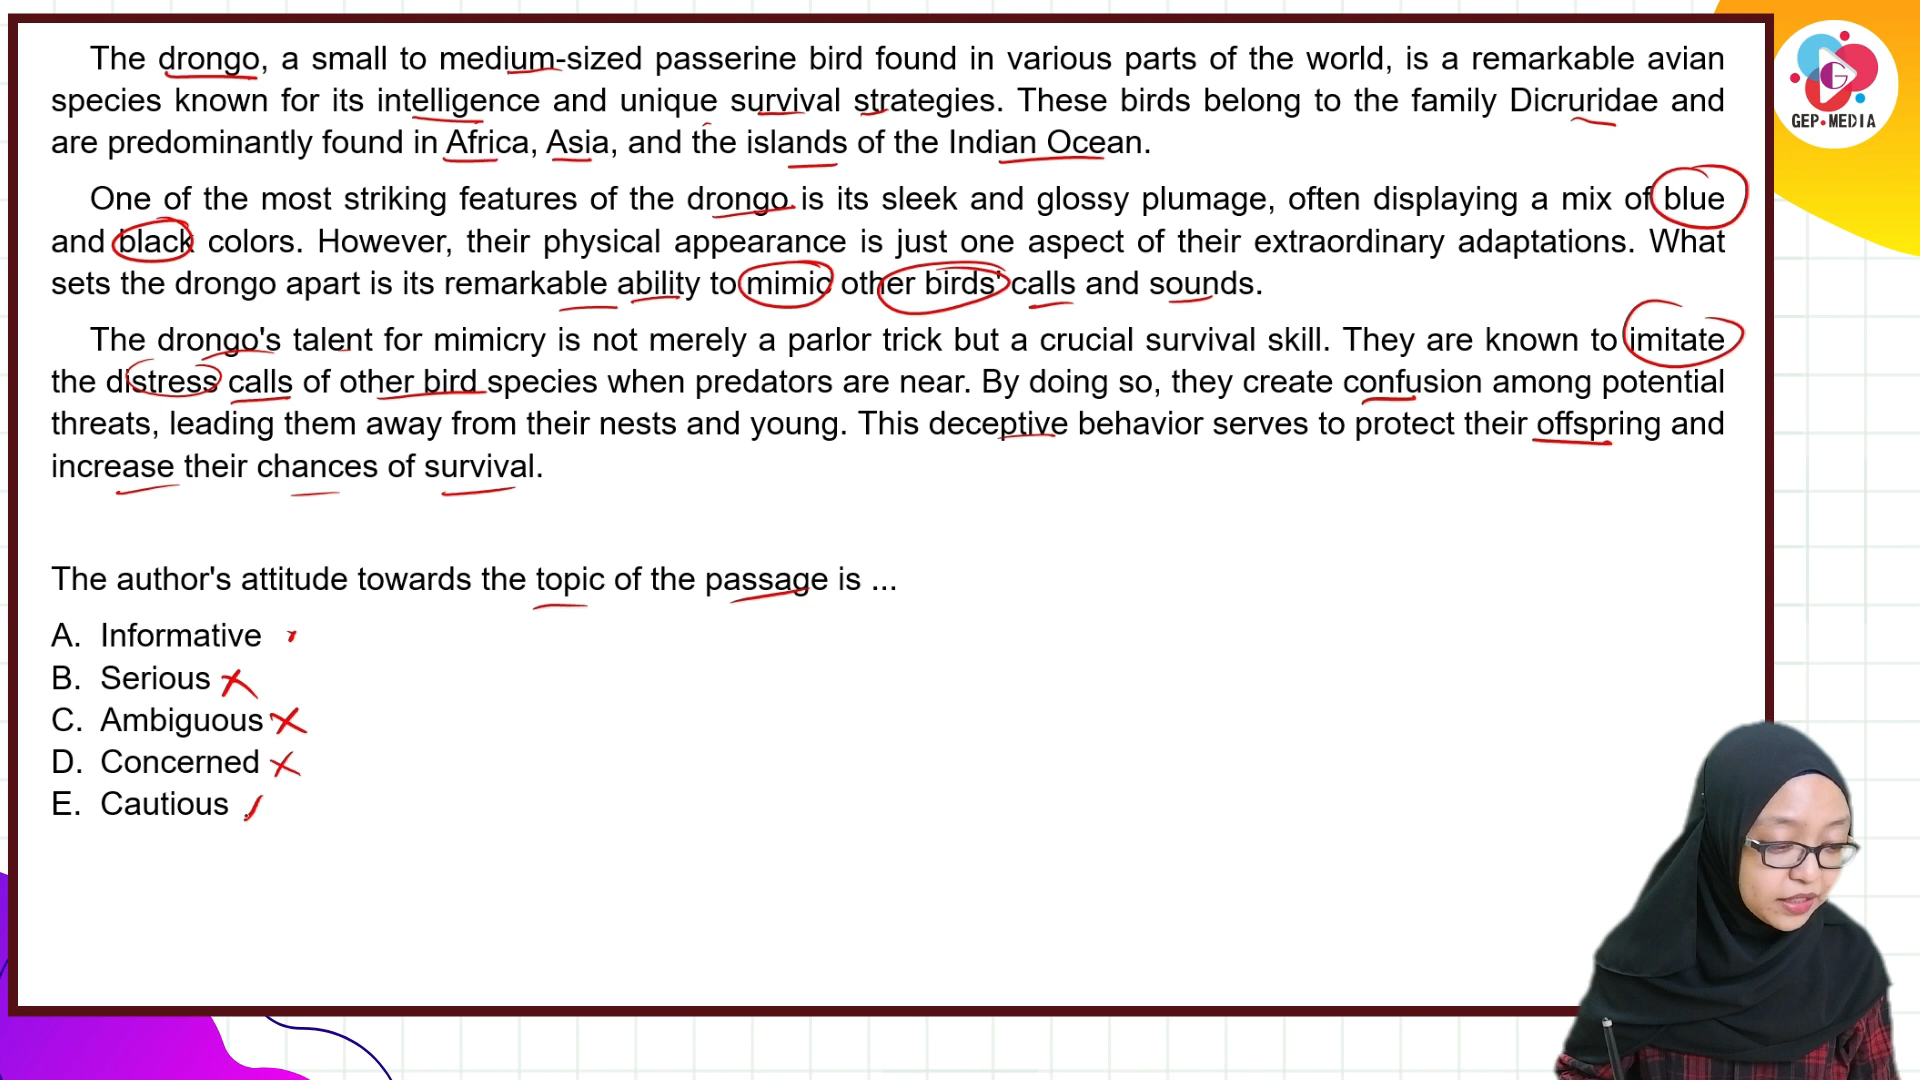 The drongo, a small to medium-sized passerine bird found in various parts of the world, is a remarkable avian
species known for its intelligence and unique survival strategies. These birds belong to the family Dicruridae and
are predominantly found in Africa, Asia, and the islands of the Indian Ocean.
One of the most striking features of the drongo is its sleek and glossy plumage, often displaying a mix of blue
and black colors. However, their physical appearance is just one aspect of their extraordinary adaptations. What
sets the drongo apart is its remarkable ability to mimic other birds' calls and sounds.
The drongo's talent for mimicry is not merely a parlor trick but a crucial survival skill. They are known to imitate
the distress calls of other bird species when predators are near. By doing so, they create confusion among potential
threats, leading them away from their nests and young. This deceptive behavior serves to protect their offspring and
increase their chances of survival.
The author's attitude towards the topic of the passage is ...
A. Informative
B. Serious
C. Ambiguous
D. Concerned
E. Cautious
G
GEP•MEDIA